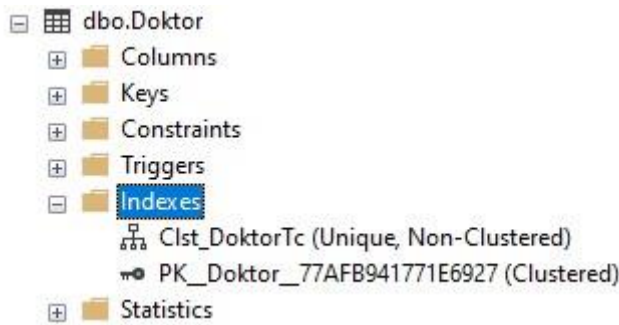 dbo.Doktor
Columns
Keys
Constraints
Triggers
Indexes
Clst_DoktorTc (Unique, Non-Clustered)
PK__Doktor__77AFB941771E6927 (Clustered)
Statistics